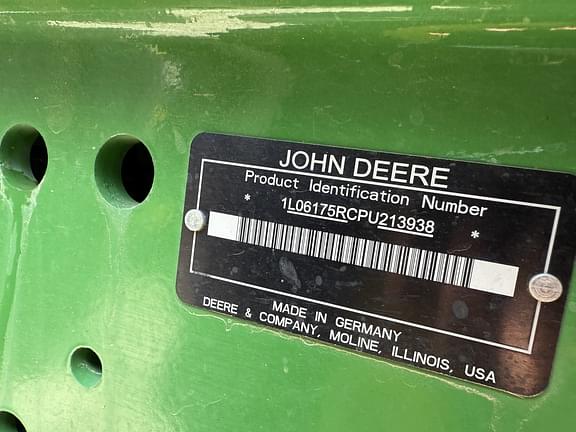 JOHN DEERE
Product Identification Number
* 1L06175RCPU213938 *
MADE IN GERMANY
DEERE & COMPANY, MOLINE, ILLINOIS, USA